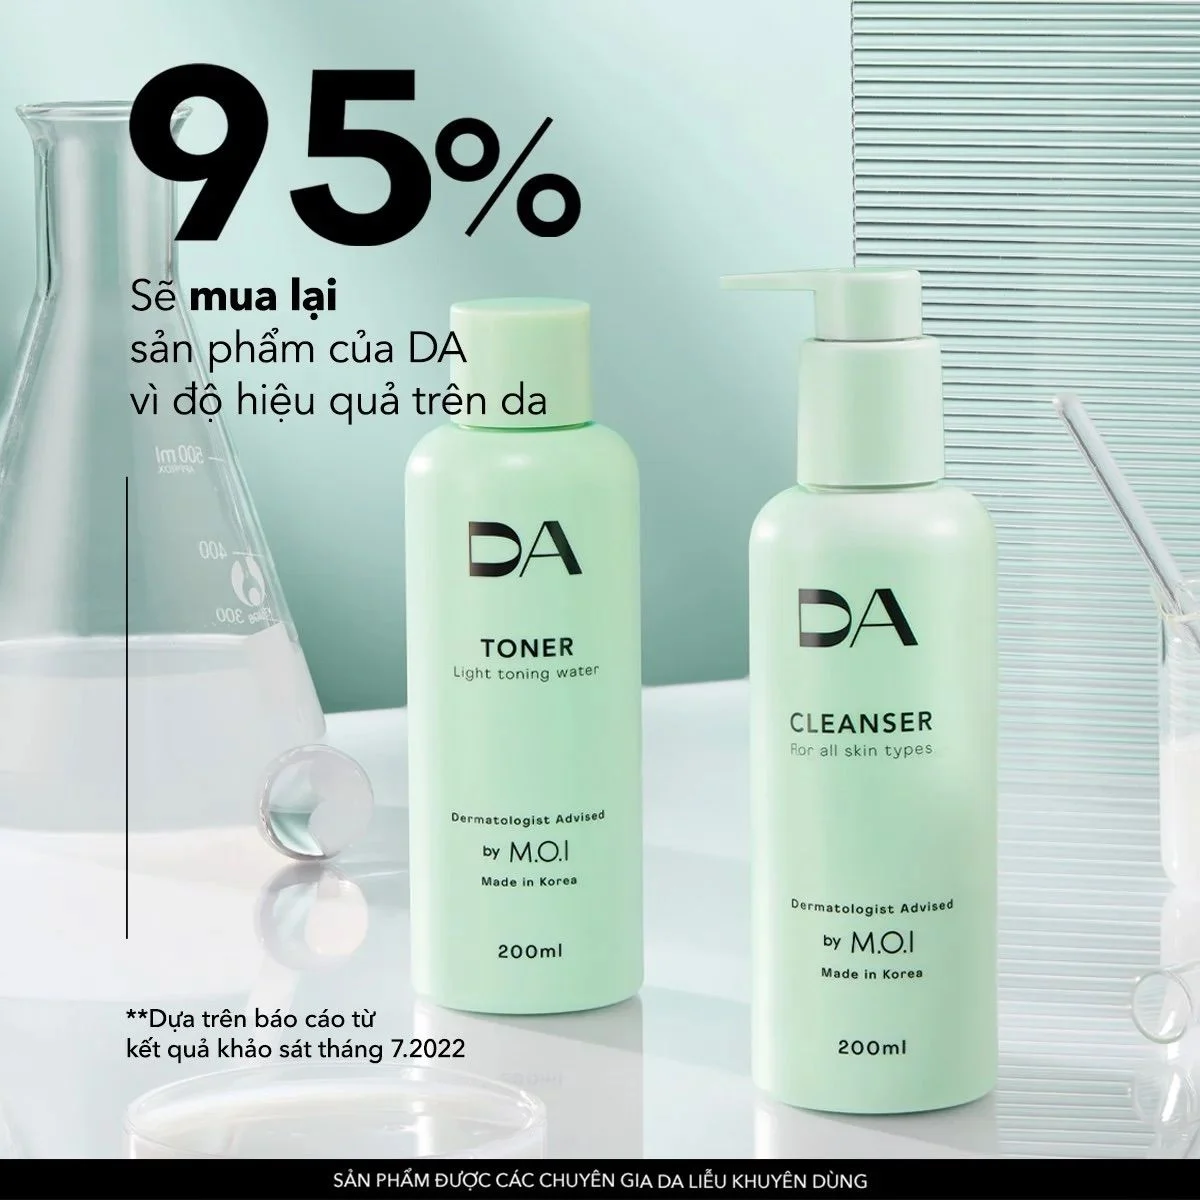 95%
Sẽ mua lại
sản phẩm của DA
vì độ hiệu quả trên da
500 ml
APPROX
400
300
DA
TONER
Light toning water
Dermatologist Advised
by M.O.I
Made in Korea
200ml
DA
CLEANSER
For all skin types
Dermatologist Advised
by M.O.I
Made in Korea
200ml
**Dựa trên báo cáo từ
kết quả khảo sát tháng 7.2022
SẢN PHẨM ĐƯỢC CÁC CHUYÊN GIA DA LIỄU KHUYÊN DÙNG